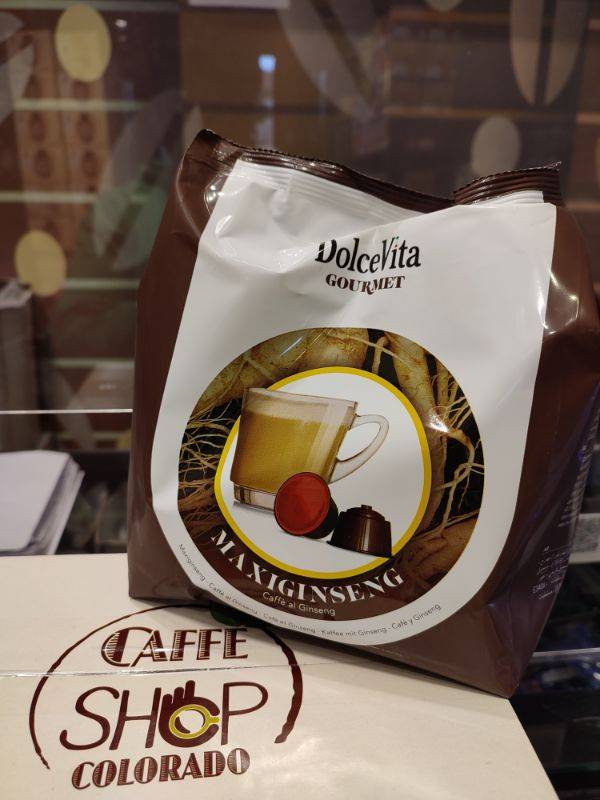 DolceVita
GOURMET
MAXIGINSENG
Caffè al Ginseng
Maxiginseng - Caffè al Ginseng - Café au Ginseng - Kaffee mit Ginseng - Café y Ginseng
CAFFE
SHOP
COLORADO